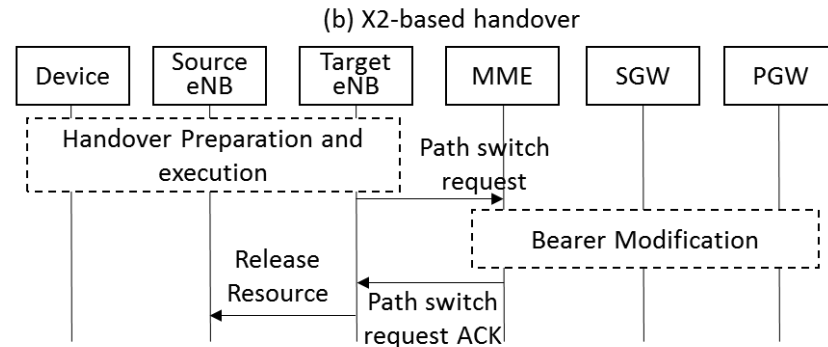 (b) X2-based handover
Device
Source
eNB
Target
eNB
MME
SGW
PGW
Handover Preparation and
execution
Path switch
request
Bearer Modification
Release
Resource
Path switch
request ACK